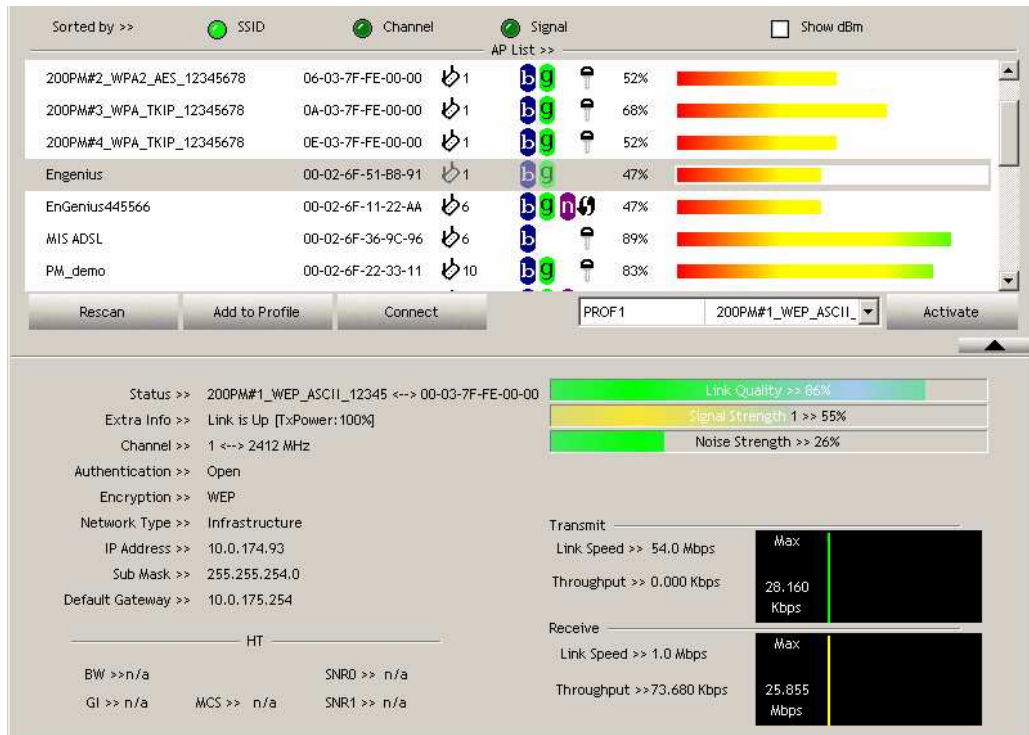 Sorted by >> SSID Channel Signal Show dBm
AP List >>
200PM#2_WPA2_AES_12345678 06-03-7F-FE-00-00 1 b g 52%
200PM#3_WPA_TKIP_12345678 0A-03-7F-FE-00-00 1 b g 68%
200PM#4_WPA_TKIP_12345678 0E-03-7F-FE-00-00 1 b g 52%
Engenius 00-02-6F-51-B8-91 1 b g 47%
EnGenius445566 00-02-6F-11-22-AA 6 b g n 47%
MIS ADSL 00-02-6F-36-9C-96 6 b 89%
PM_demo 00-02-6F-22-33-11 10 b g 83%
Rescan Add to Profile Connect PROF1 200PM#1_WEP_ASCII_ Activate
Status >> 200PM#1_WEP_ASCII_12345 <--> 00-03-7F-FE-00-00
Extra Info >> Link is Up [TxPower:100%]
Channel >> 1 <--> 2412 MHz
Authentication >> Open
Encryption >> WEP
Network Type >> Infrastructure
IP Address >> 10.0.174.93
Sub Mask >> 255.255.254.0
Default Gateway >> 10.0.175.254
HT
BW >>n/a SNR0 >> n/a
GI >> n/a MCS >> n/a SNR1 >> n/a
Link Quality >> 86%
Signal Strength 1 >> 55%
Noise Strength >> 26%
Transmit
Link Speed >> 54.0 Mbps
Throughput >> 0.000 Kbps
Max
28.160
Kbps
Receive
Link Speed >> 1.0 Mbps
Throughput >>73.680 Kbps
Max
25.855
Mbps